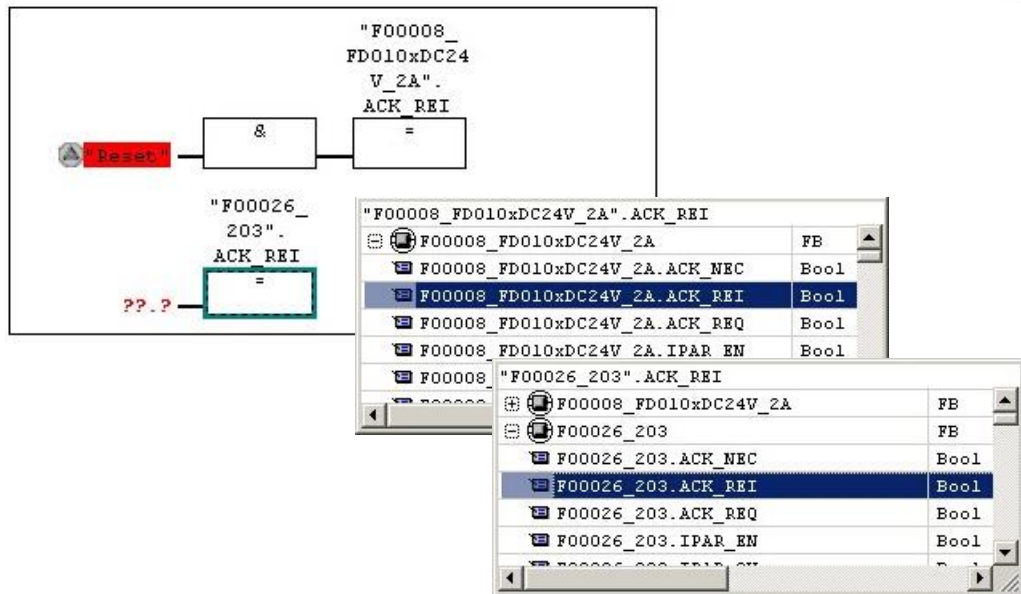 "F00008_
FD010xDC24
V_2A".
ACK_REI
&
=
"Reset"
"F00026_
203".
ACK_REI
=
??.?
"F00008_FD010xDC24V_2A".ACK_REI
F00008_FD010xDC24V_2A FB
F00008_FD010xDC24V_2A.ACK_NEC Bool
F00008_FD010xDC24V_2A.ACK_REI Bool
F00008_FD010xDC24V_2A.ACK_REQ Bool
F00008_FD010xDC24V_2A.IPAR_EN Bool
F00008_
"F00026_203".ACK_REI
F00008_FD010xDC24V_2A FB
F00026_203 FB
F00026_203.ACK_NEC Bool
F00026_203.ACK_REI Bool
F00026_203.ACK_REQ Bool
F00026_203.IPAR_EN Bool